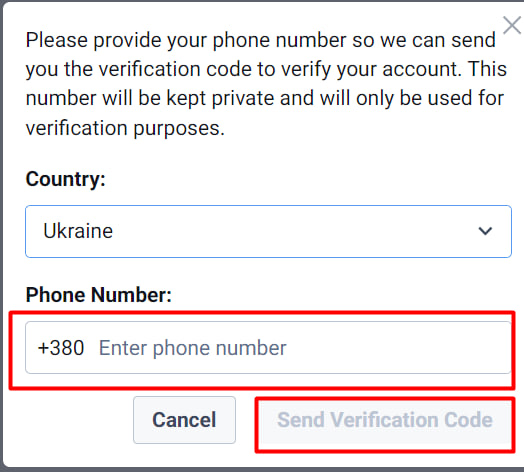 Please provide your phone number so we can send
you the verification code to verify your account. This
number will be kept private and will only be used for
verification purposes.
Country:
Ukraine
Phone Number:
+380 Enter phone number
Cancel Send Verification Code